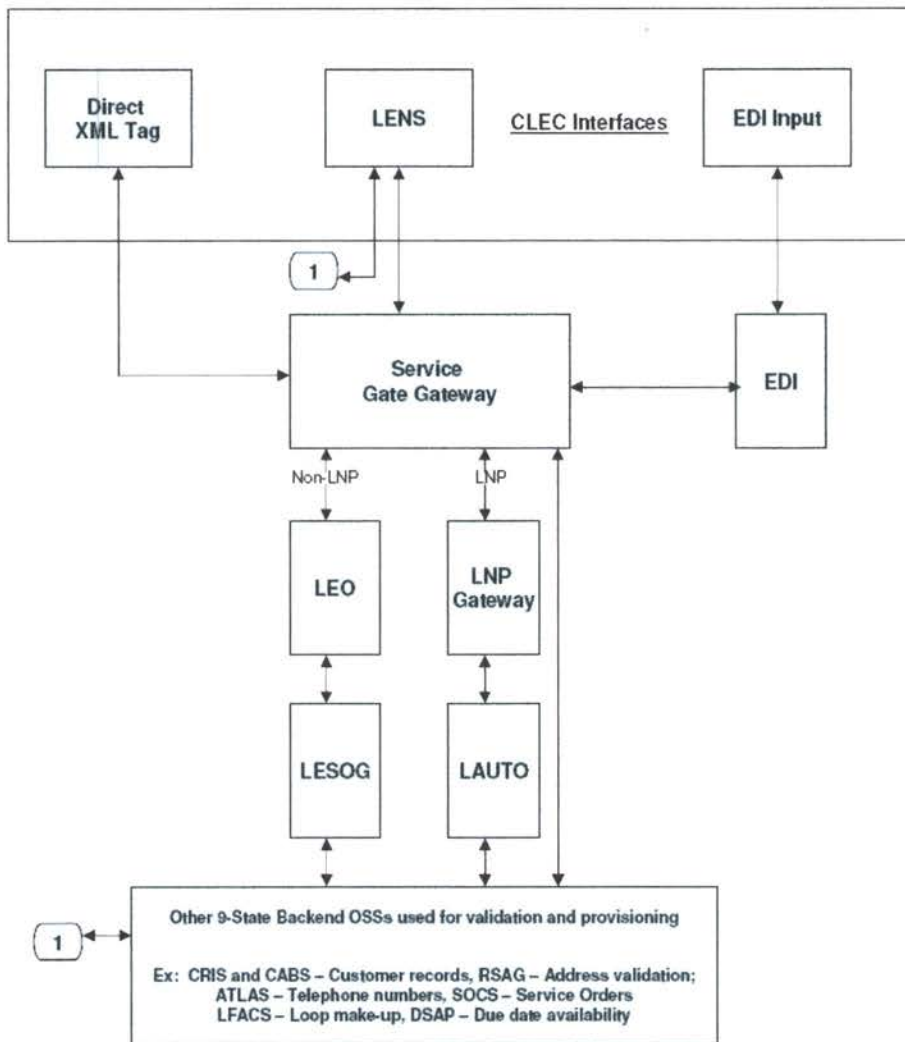 Direct
XML Tag
LENS
CLEC Interfaces
EDI Input
1
Service
Gate Gateway
EDI
Non-LNP
LNP
LEO
LNP
Gateway
LESOG
LAUTO
1
Other 9-State Backend OSSs used for validation and provisioning
Ex: CRIS and CABS – Customer records, RSAG – Address validation;
ATLAS – Telephone numbers, SOCS – Service Orders
LFACS – Loop make-up, DSAP – Due date availability